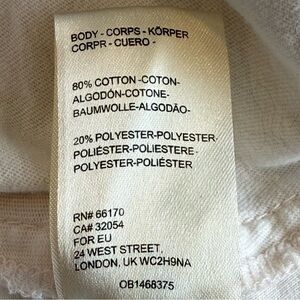 BODY - CORPS - KÖRPER
CORPR - CUERO -
80% COTTON -COTON-
ALGODÓN-COTONE-
BAUMWOLLE-ALGODÃO-
20% POLYESTER-POLYESTER-
POLIÉSTER-POLIESTERE-
POLYESTER-POLIÉSTER
RN# 66170
CA# 32054
FOR EU
24 WEST STREET,
LONDON, UK WC2H9NA
OB1468375